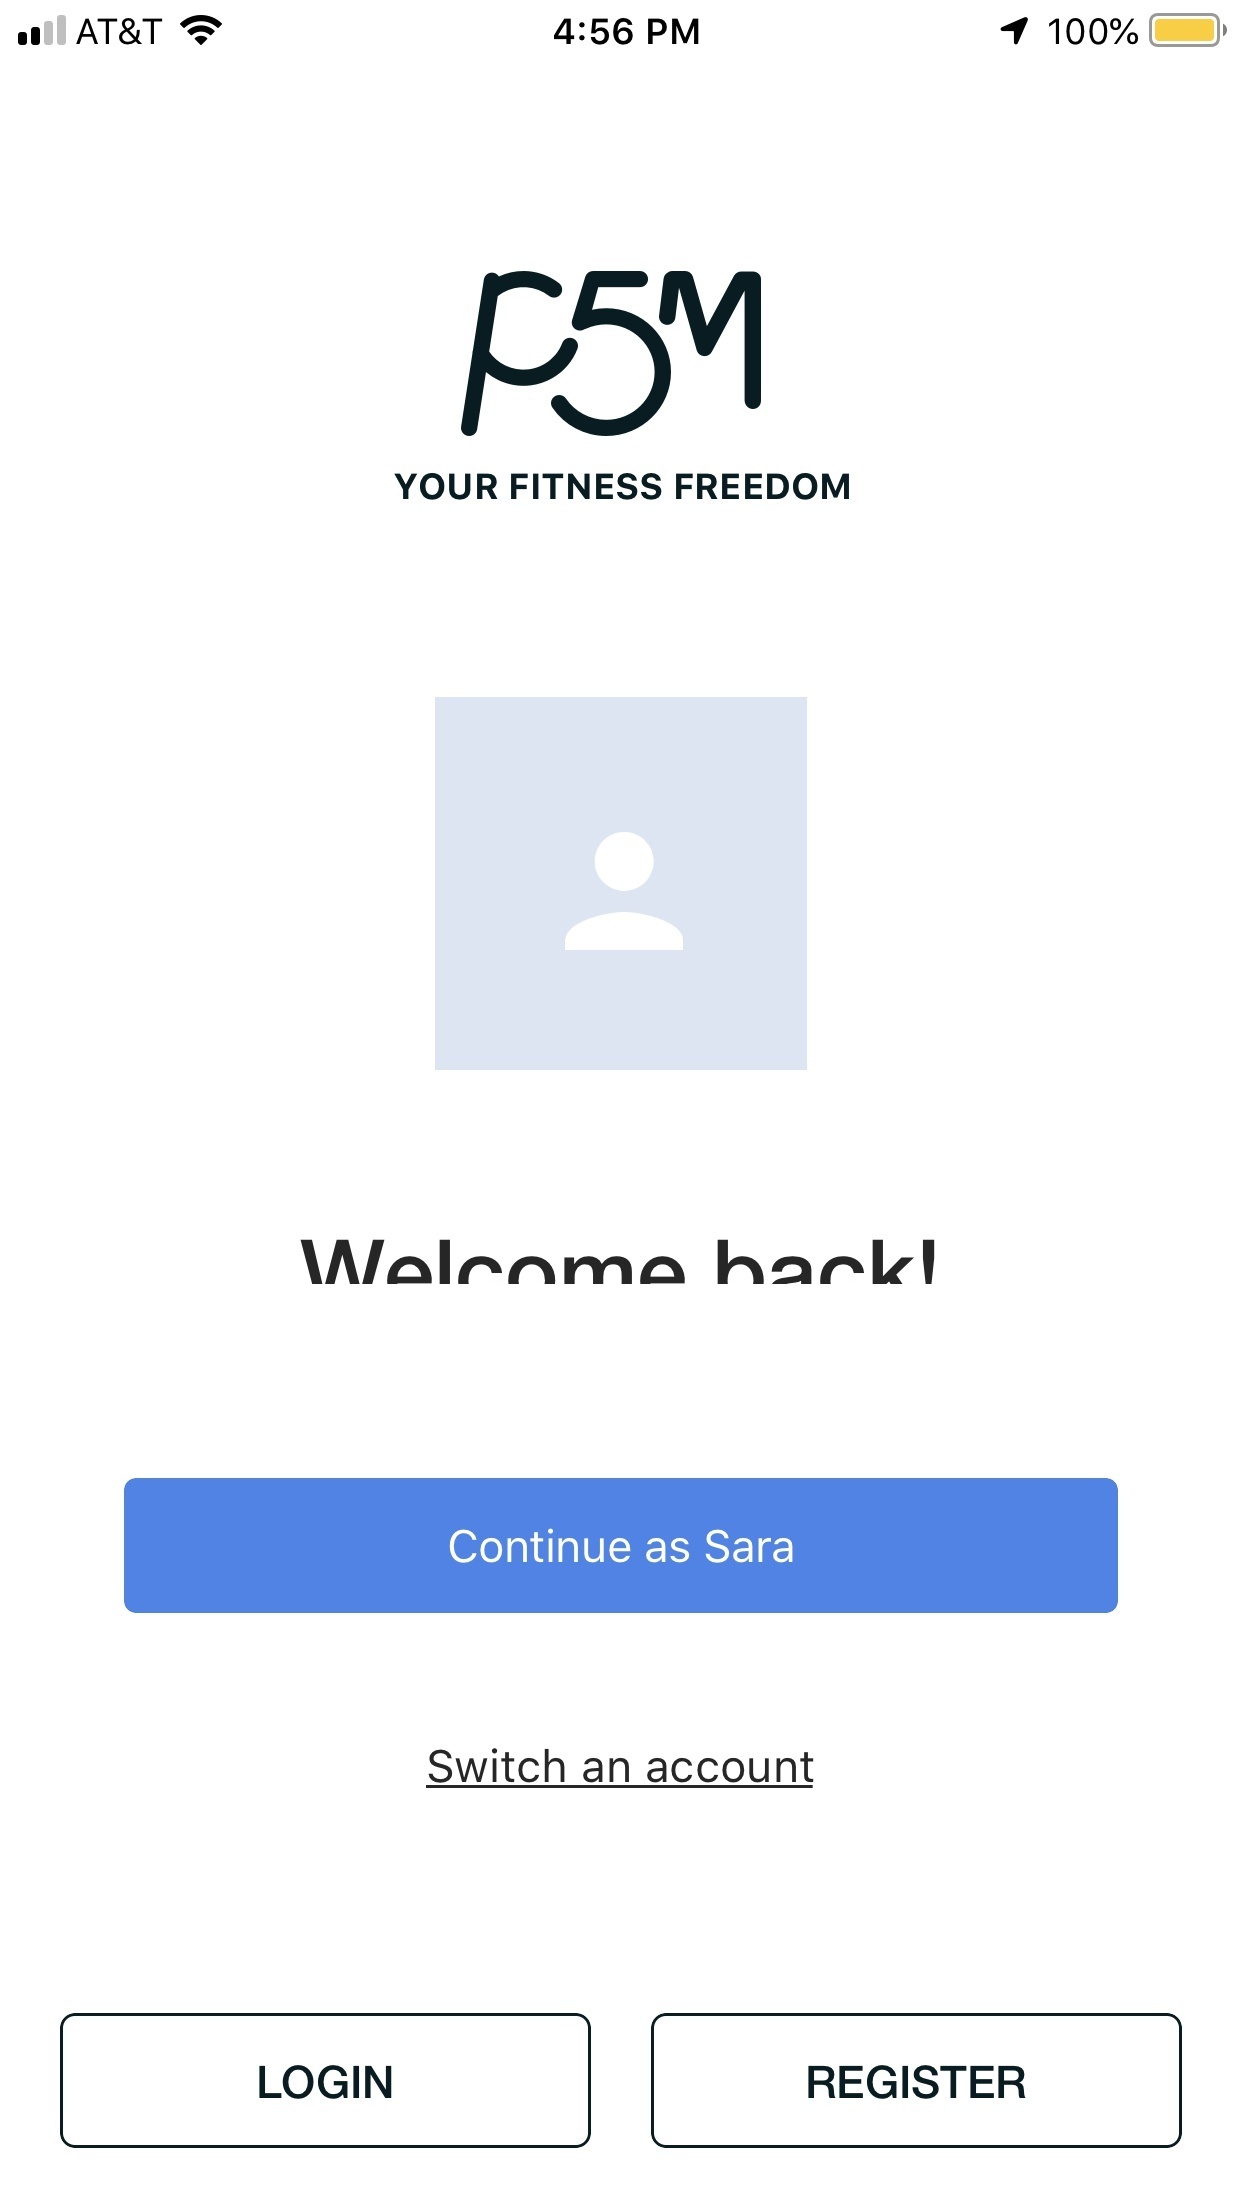 AT&T 4:56 PM 100%
P5M
YOUR FITNESS FREEDOM
Welcome back!
Continue as Sara
Switch an account
LOGIN REGISTER